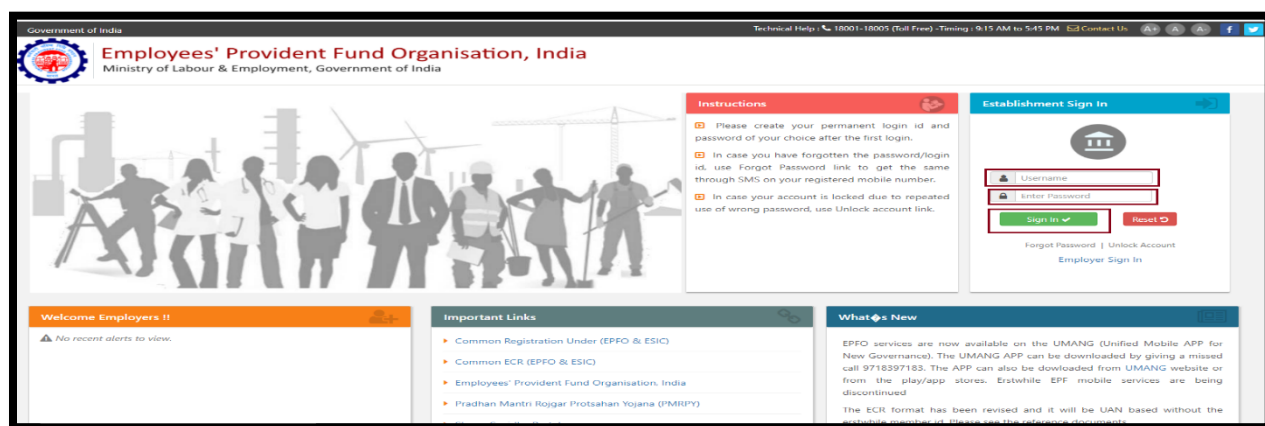 Government of India
Technical Help : 18001-18005 (Toll Free) -Timing : 9:15 AM to 5:45 PM Contact Us A+ A A-
Employees' Provident Fund Organisation, India
Ministry of Labour & Employment, Government of India
Instructions
Please create your permanent login id and
password of your choice after the first login.
In case you have forgotten the password/login
id, use Forgot Password link to get the same
through SMS on your registered mobile number.
In case your account is locked due to repeated
use of wrong password, use Unlock account link.
Establishment Sign In
Username
Enter Password
Sign In
Reset
Forgot Password | Unlock Account
Employer Sign In
Welcome Employers !!
No recent alerts to view.
Important Links
Common Registration Under (EPFO & ESIC)
Common ECR (EPFO & ESIC)
Employees' Provident Fund Organisation, India
Pradhan Mantri Rojgar Protsahan Yojana (PMRPY)
What�s New
EPFO services are now available on the UMANG (Unified Mobile APP for
New Governance). The UMANG APP can be downloaded by giving a missed
call 9718397183. The APP can also be dowloaded from UMANG website or
from the play/app stores. Erstwhile EPF mobile services are being
discontinued
The ECR format has been revised and it will be UAN based without the
erstwhile member id. Please see the reference documents